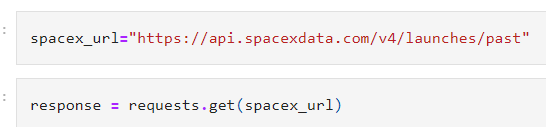 :
spacex_url="https://api.spacexdata.com/v4/launches/past"
:
response = requests.get(spacex_url)